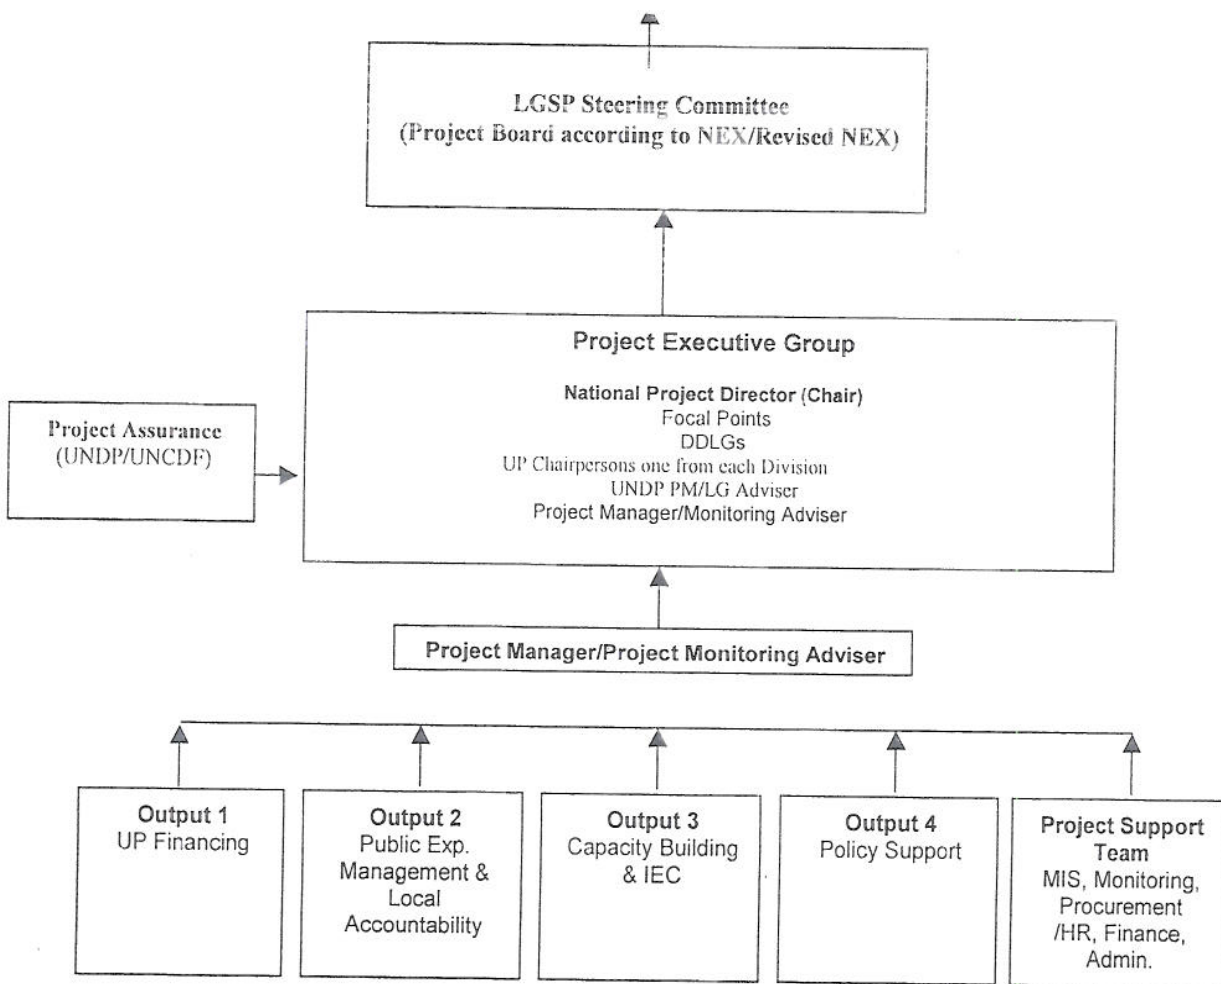 LGSP Steering Committee
(Project Board according to NEX/Revised NEX)
Project Executive Group
National Project Director (Chair)
Focal Points
DDLGs
UP Chairpersons one from each Division
UNDP PM/LG Adviser
Project Manager/Monitoring Adviser
Project Assurance
(UNDP/UNCDF)
Project Manager/Project Monitoring Adviser
Output 1
UP Financing
Output 2
Public Exp.
Management &
Local
Accountability
Output 3
Capacity Building
& IEC
Output 4
Policy Support
Project Support
Team
MIS, Monitoring,
Procurement
/HR, Finance,
Admin.